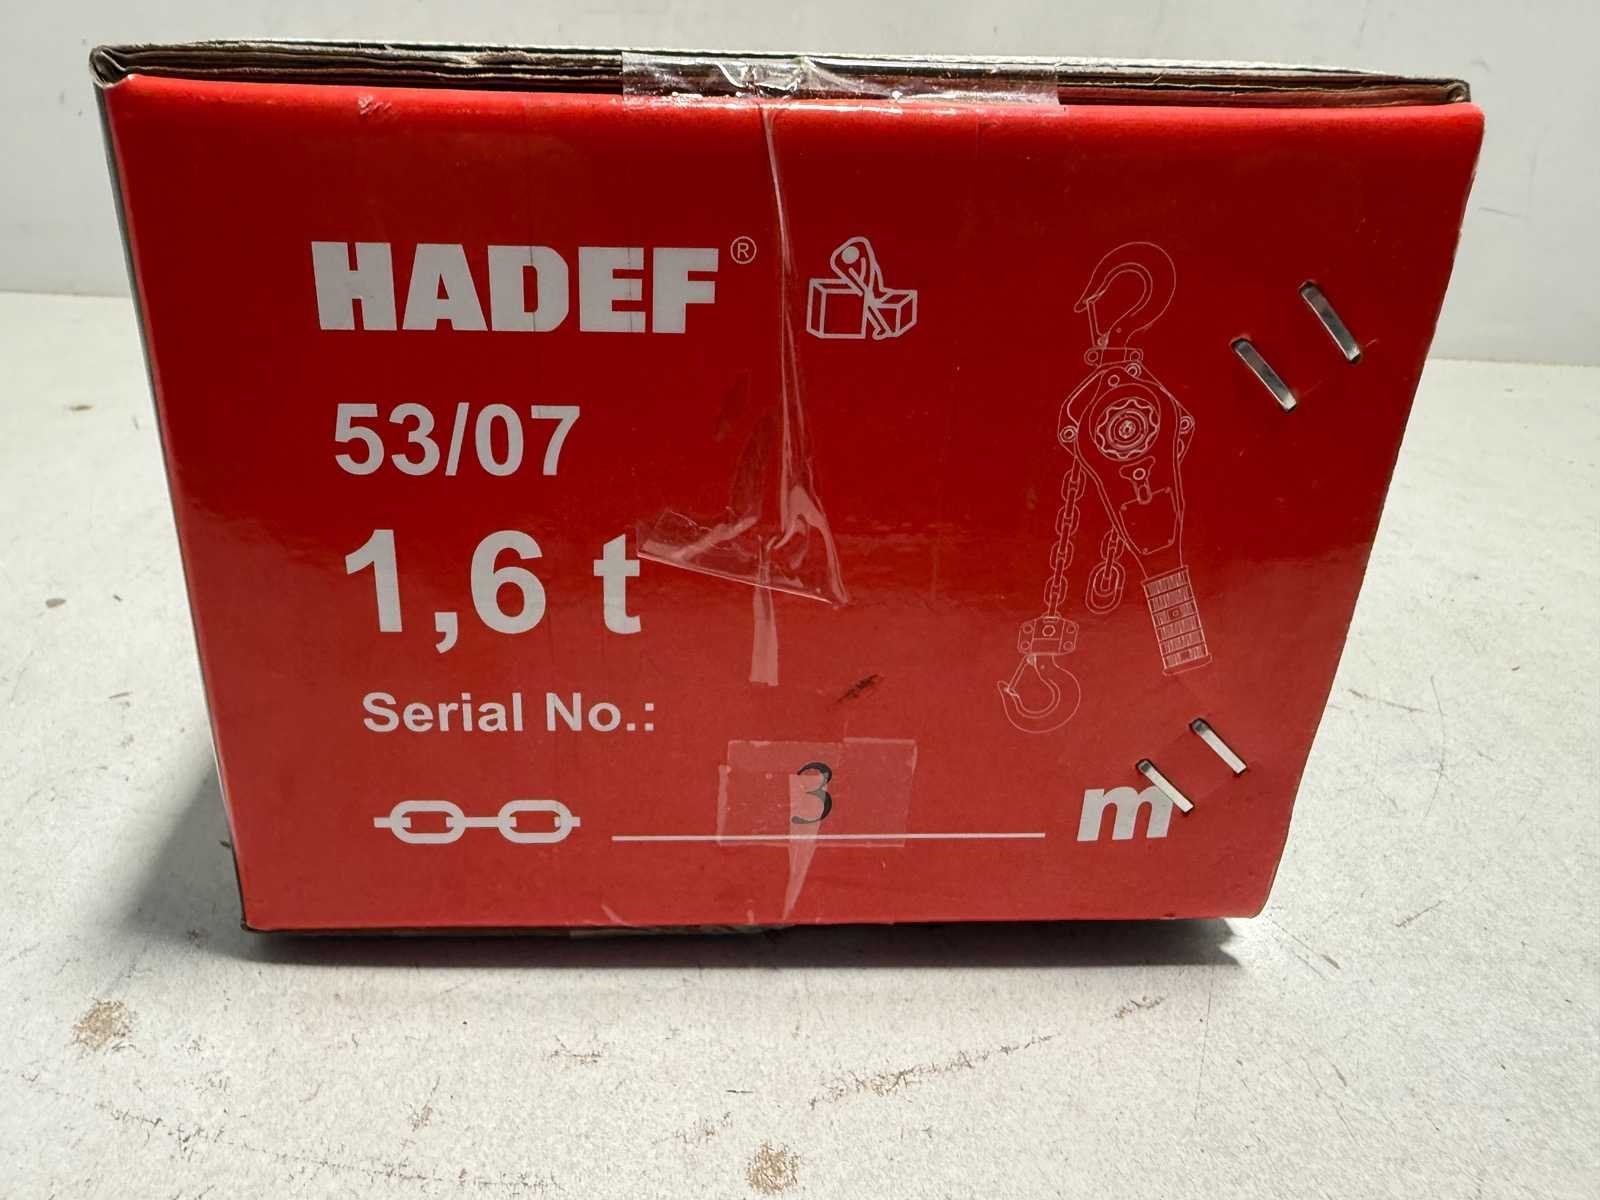 HADEF®
53/07
1,6 t
Serial No.:
3 m